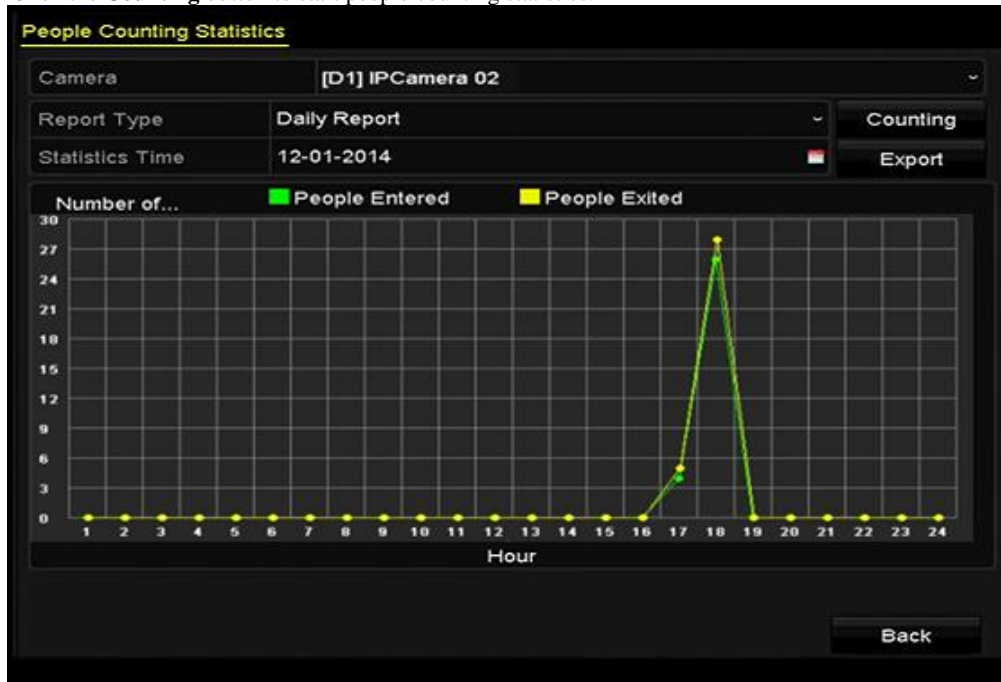 People Counting Statistics
Camera [D1] IPCamera 02
Report Type Daily Report Counting
Statistics Time 12-01-2014 Export
Number of... People Entered People Exited
30
27
24
21
18
15
12
9
6
3
0
1 2 3 4 5 6 7 8 9 10 11 12 13 14 15 16 17 18 19 20 21 22 23 24
Hour
Back